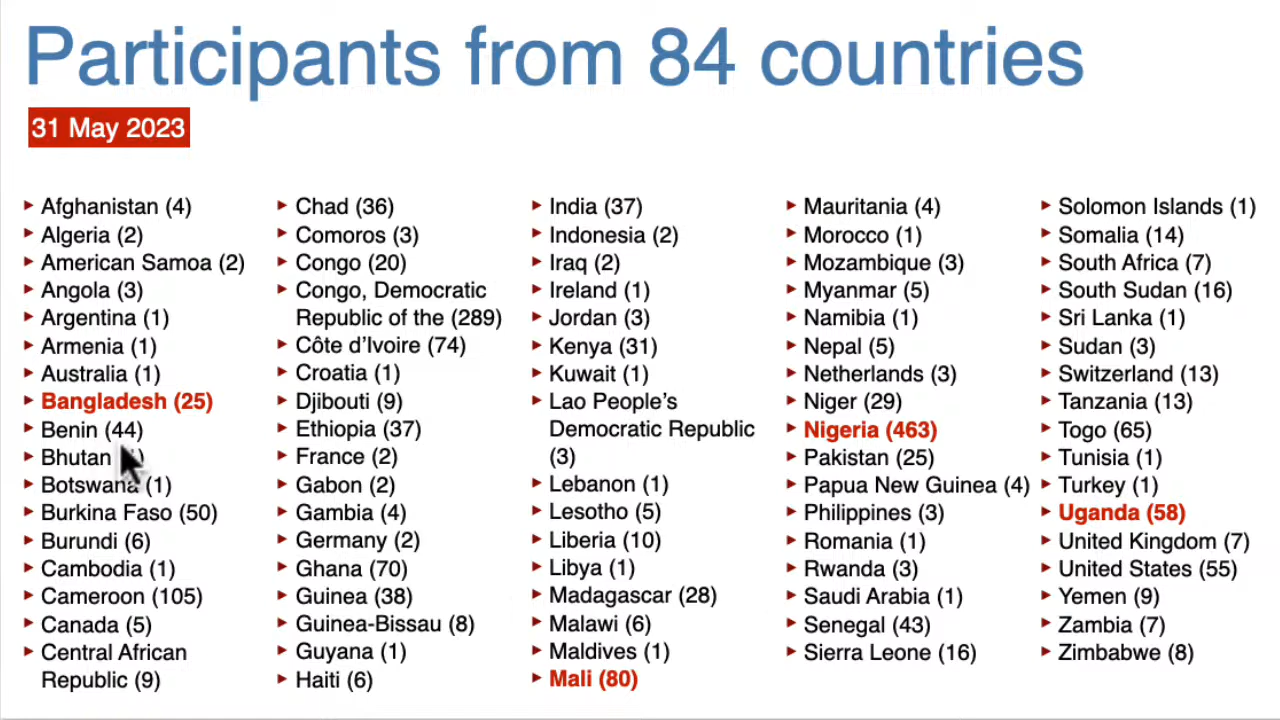 Participants from 84 countries
31 May 2023
Afghanistan (4)
Algeria (2)
American Samoa (2)
Angola (3)
Argentina (1)
Armenia (1)
Australia (1)
Bangladesh (25)
Benin (44)
Bhutan
Botswana (1)
Burkina Faso (50)
Burundi (6)
Cambodia (1)
Cameroon (105)
Canada (5)
Central African
Republic (9)
Chad (36)
Comoros (3)
Congo (20)
Congo, Democratic
Republic of the (289)
Côte d’Ivoire (74)
Croatia (1)
Djibouti (9)
Ethiopia (37)
France (2)
Gabon (2)
Gambia (4)
Germany (2)
Ghana (70)
Guinea (38)
Guinea-Bissau (8)
Guyana (1)
Haiti (6)
India (37)
Indonesia (2)
Iraq (2)
Ireland (1)
Jordan (3)
Kenya (31)
Kuwait (1)
Lao People’s
Democratic Republic
(3)
Lebanon (1)
Lesotho (5)
Liberia (10)
Libya (1)
Madagascar (28)
Malawi (6)
Maldives (1)
Mali (80)
Mauritania (4)
Morocco (1)
Mozambique (3)
Myanmar (5)
Namibia (1)
Nepal (5)
Netherlands (3)
Niger (29)
Nigeria (463)
Pakistan (25)
Papua New Guinea (4)
Philippines (3)
Romania (1)
Rwanda (3)
Saudi Arabia (1)
Senegal (43)
Sierra Leone (16)
Solomon Islands (1)
Somalia (14)
South Africa (7)
South Sudan (16)
Sri Lanka (1)
Sudan (3)
Switzerland (13)
Tanzania (13)
Togo (65)
Tunisia (1)
Turkey (1)
Uganda (58)
United Kingdom (7)
United States (55)
Yemen (9)
Zambia (7)
Zimbabwe (8)